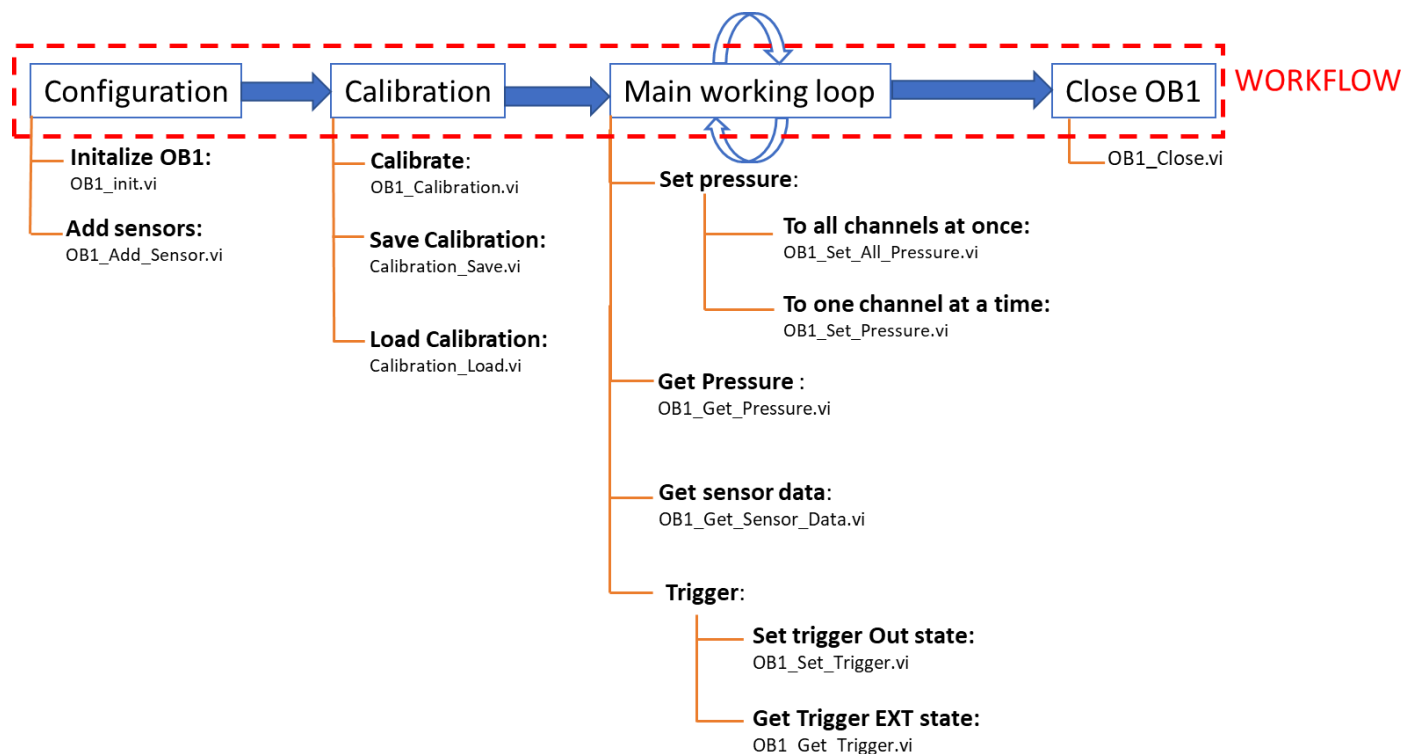 Configuration
Calibration
Main working loop
Close OB1
WORKFLOW
Initalize OB1:
OB1_init.vi
Add sensors:
OB1_Add_Sensor.vi
Calibrate:
OB1_Calibration.vi
Save Calibration:
Calibration_Save.vi
Load Calibration:
Calibration_Load.vi
Set pressure:
To all channels at once:
OB1_Set_All_Pressure.vi
To one channel at a time:
OB1_Set_Pressure.vi
Get Pressure :
OB1_Get_Pressure.vi
Get sensor data:
OB1_Get_Sensor_Data.vi
Trigger:
Set trigger Out state:
OB1_Set_Trigger.vi
Get Trigger EXT state:
OB1_Get_Trigger.vi
OB1_Close.vi